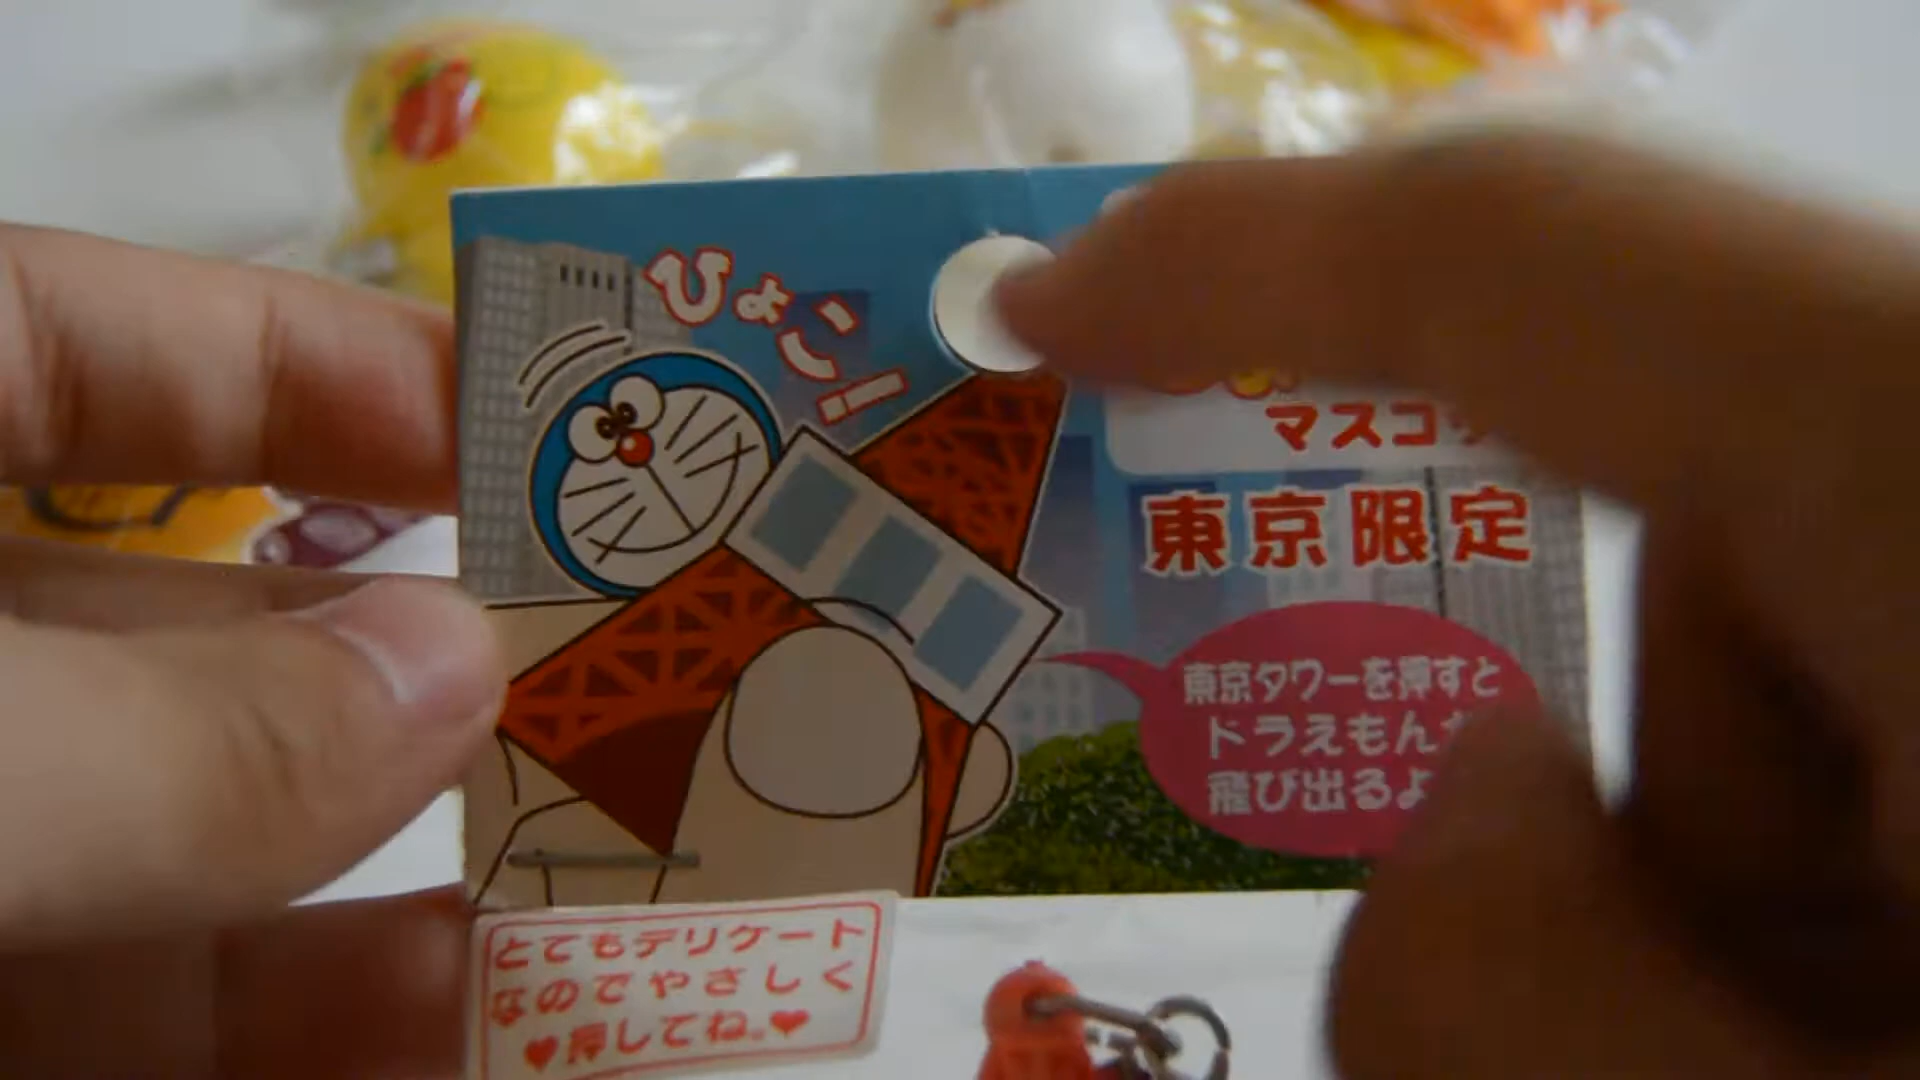 ひょこ!
マスコ
東京限定
東京タワーを押すと
ドラえもん
飛び出るよ
とてもデリケート
なのでやさしく
♥押してね。♥